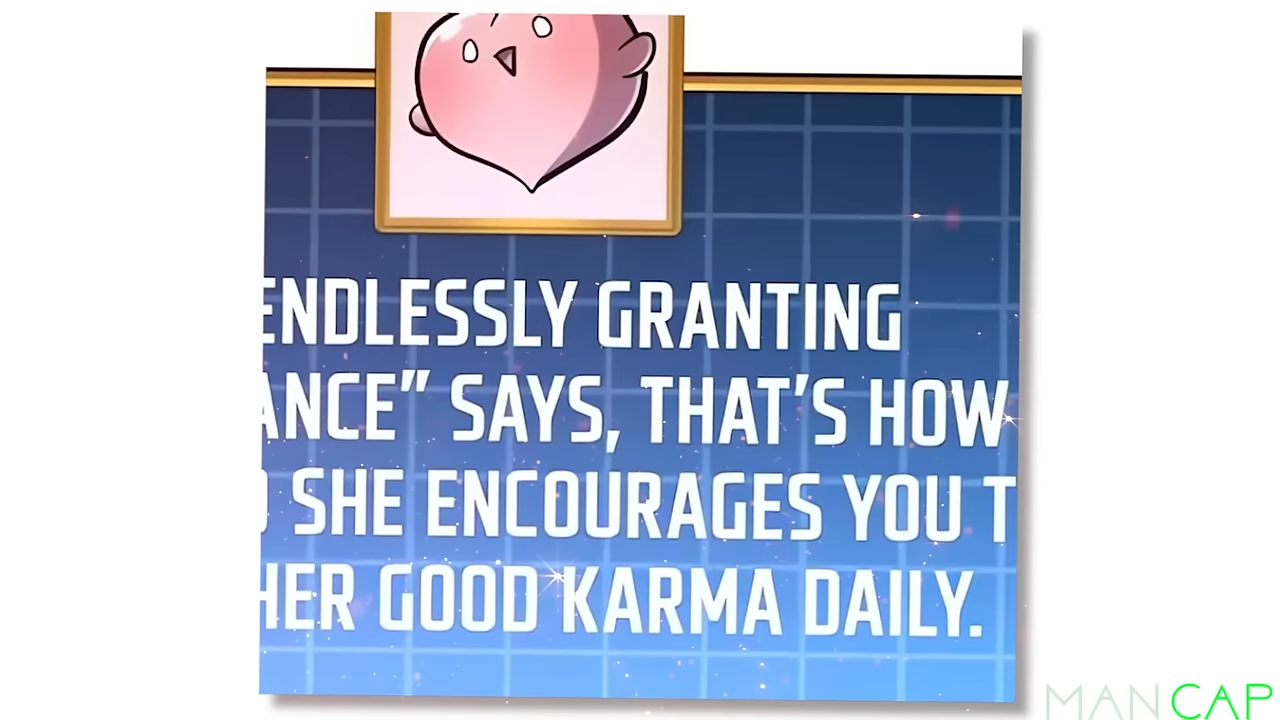 ENDLESSLY GRANTING
ANCE” SAYS, THAT’S HOW
SHE ENCOURAGES YOU T
HER GOOD KARMA DAILY.
MANCAP